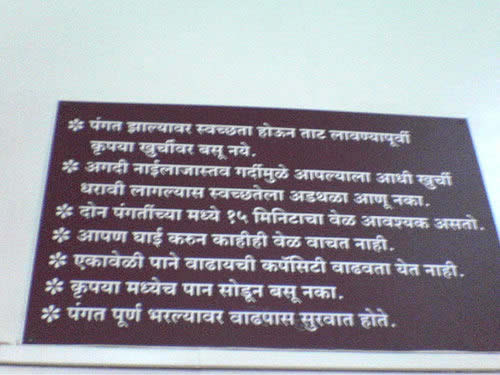 ✽ पंगत झाल्यावर स्वच्छता होऊन ताट लावण्यापूर्वी
कृपया खुर्चीवर बसू नये.
✽ अगदी नाईलाजास्तव गर्दीमुळे आपल्याला आधी खुर्ची
धरावी लागल्यास स्वच्छतेला अडथळा आणू नका.
✽ दोन पंगतींच्या मध्ये १५ मिनिटाचा वेळ आवश्यक असतो.
✽ आपण घाई करुन काहीही वेळ वाचत नाही.
✽ एकावेळी पाने वाढायची कपॅसिटी वाढवता येत नाही.
✽ कृपया मध्येच पान सोडून बसू नका.
✽ पंगत पूर्ण भरल्यावर वाढपास सुरवात होते.